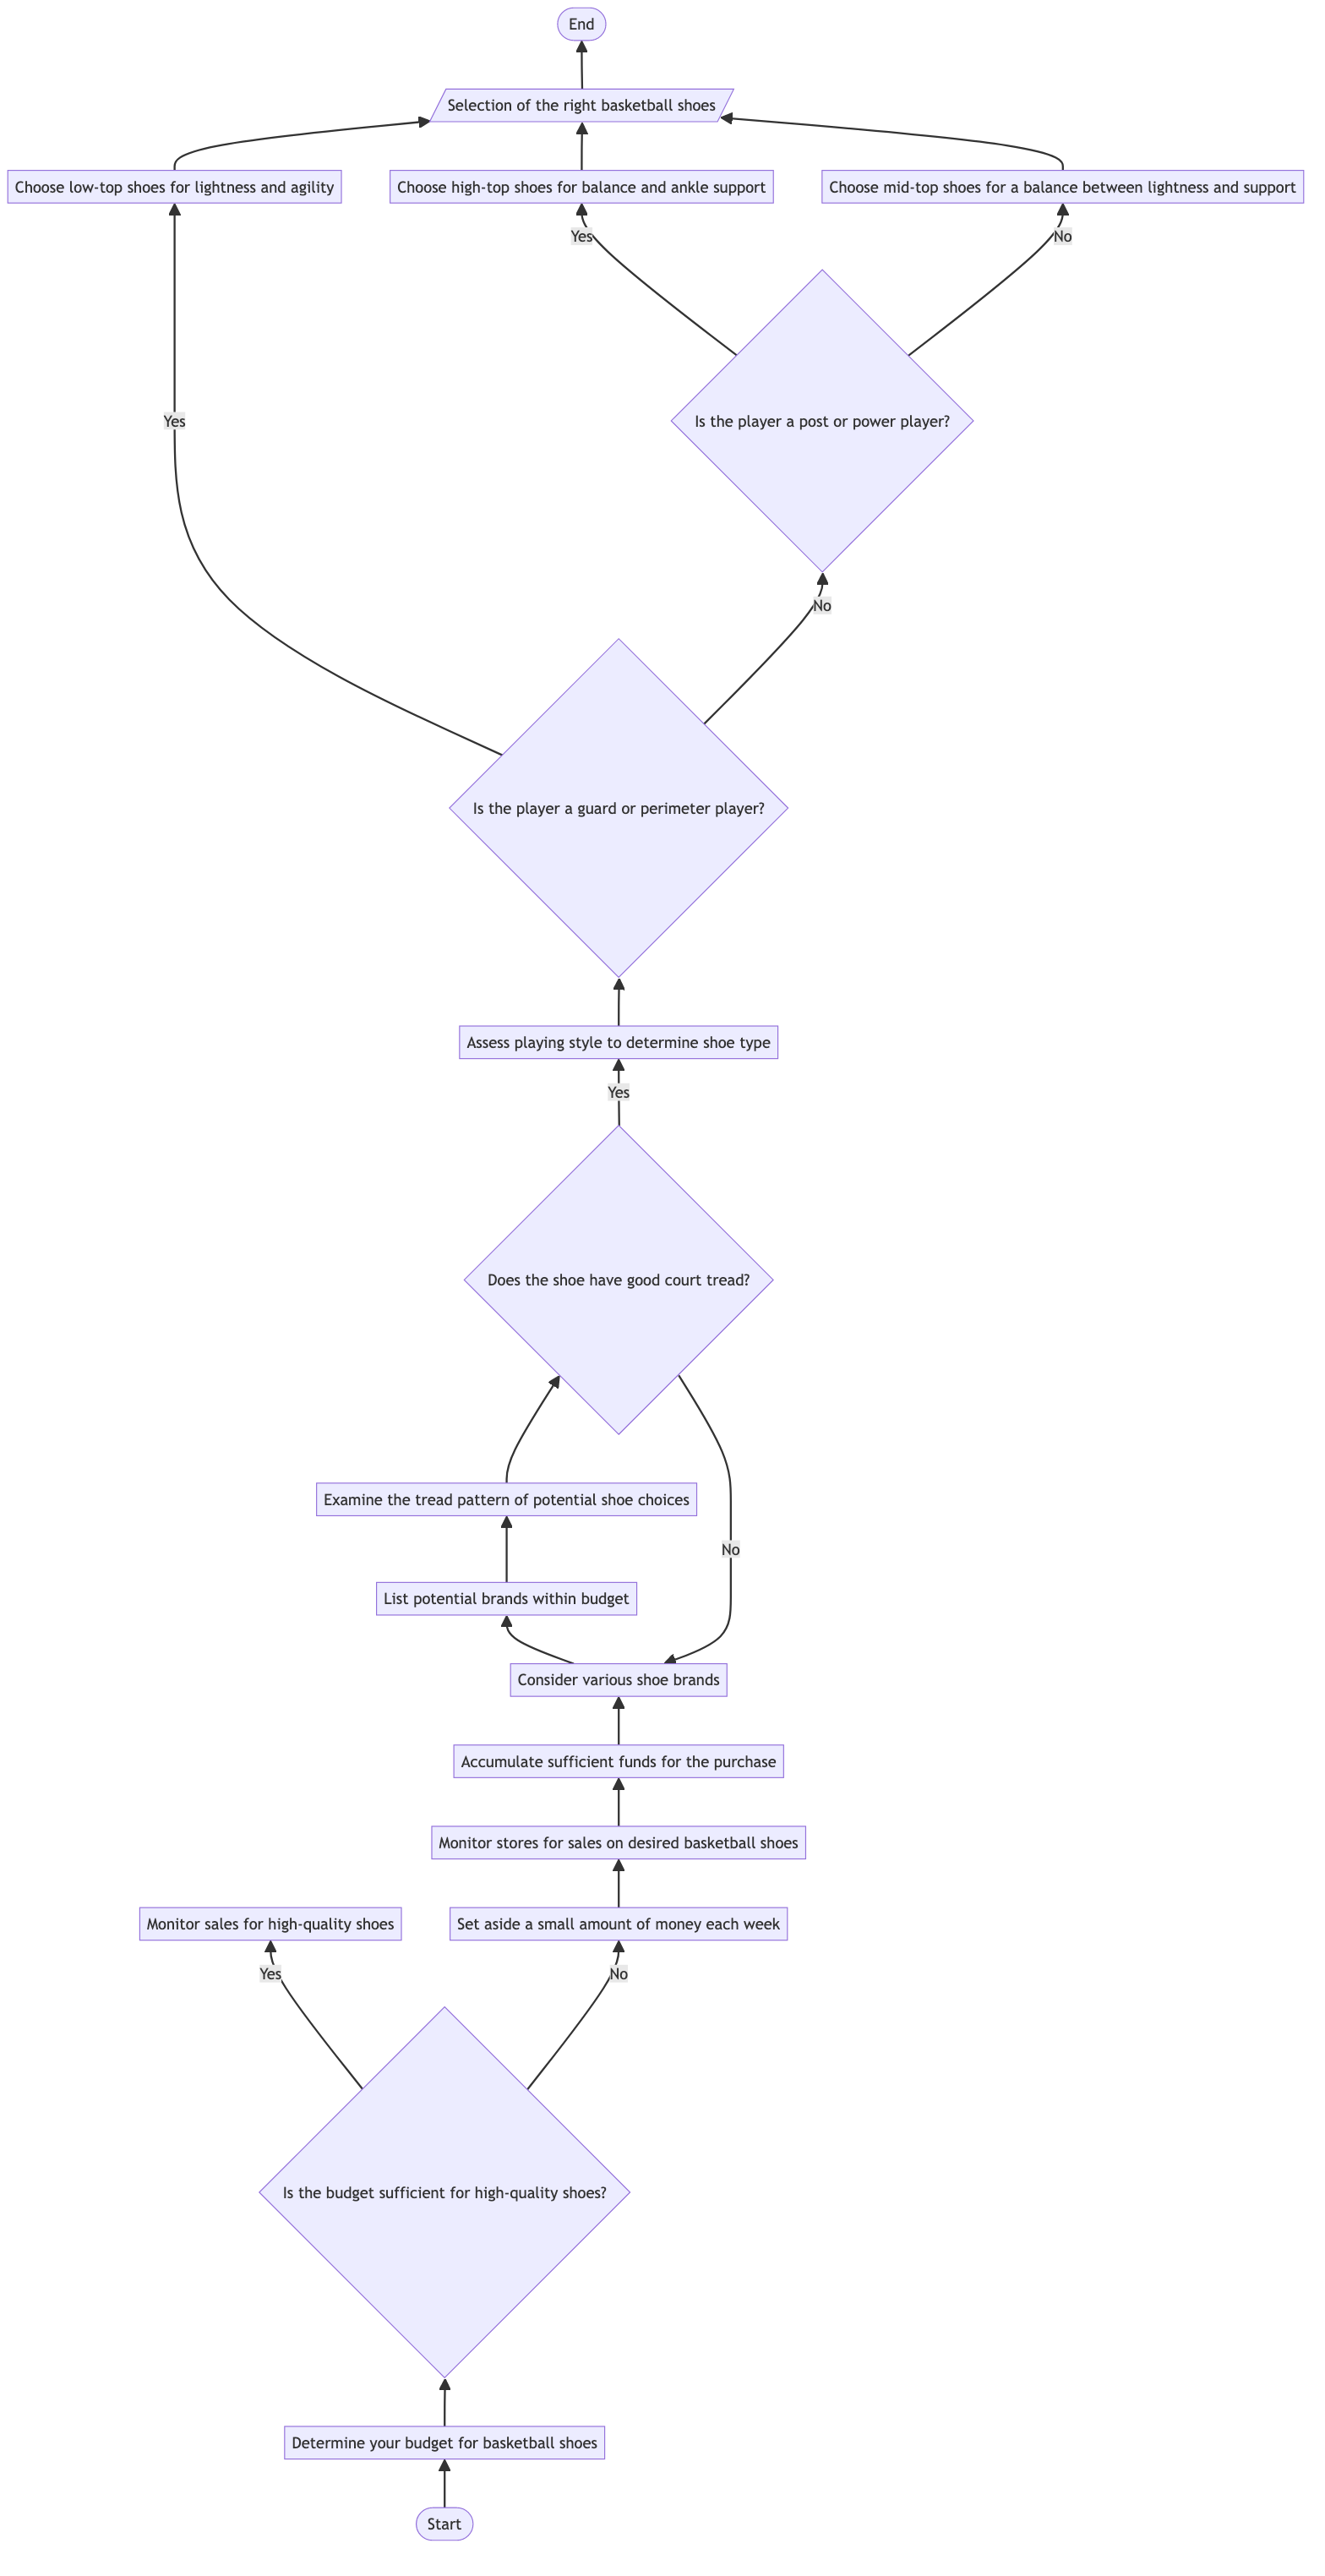 End
Selection of the right basketball shoes
Choose low-top shoes for lightness and agility
Choose high-top shoes for balance and ankle support
Choose mid-top shoes for a balance between lightness and support
Yes
No
Yes
Is the player a post or power player?
No
Is the player a guard or perimeter player?
Assess playing style to determine shoe type
Yes
Does the shoe have good court tread?
Examine the tread pattern of potential shoe choices
No
List potential brands within budget
Consider various shoe brands
Accumulate sufficient funds for the purchase
Monitor stores for sales on desired basketball shoes
Monitor sales for high-quality shoes
Set aside a small amount of money each week
Yes
No
Is the budget sufficient for high-quality shoes?
Determine your budget for basketball shoes
Start